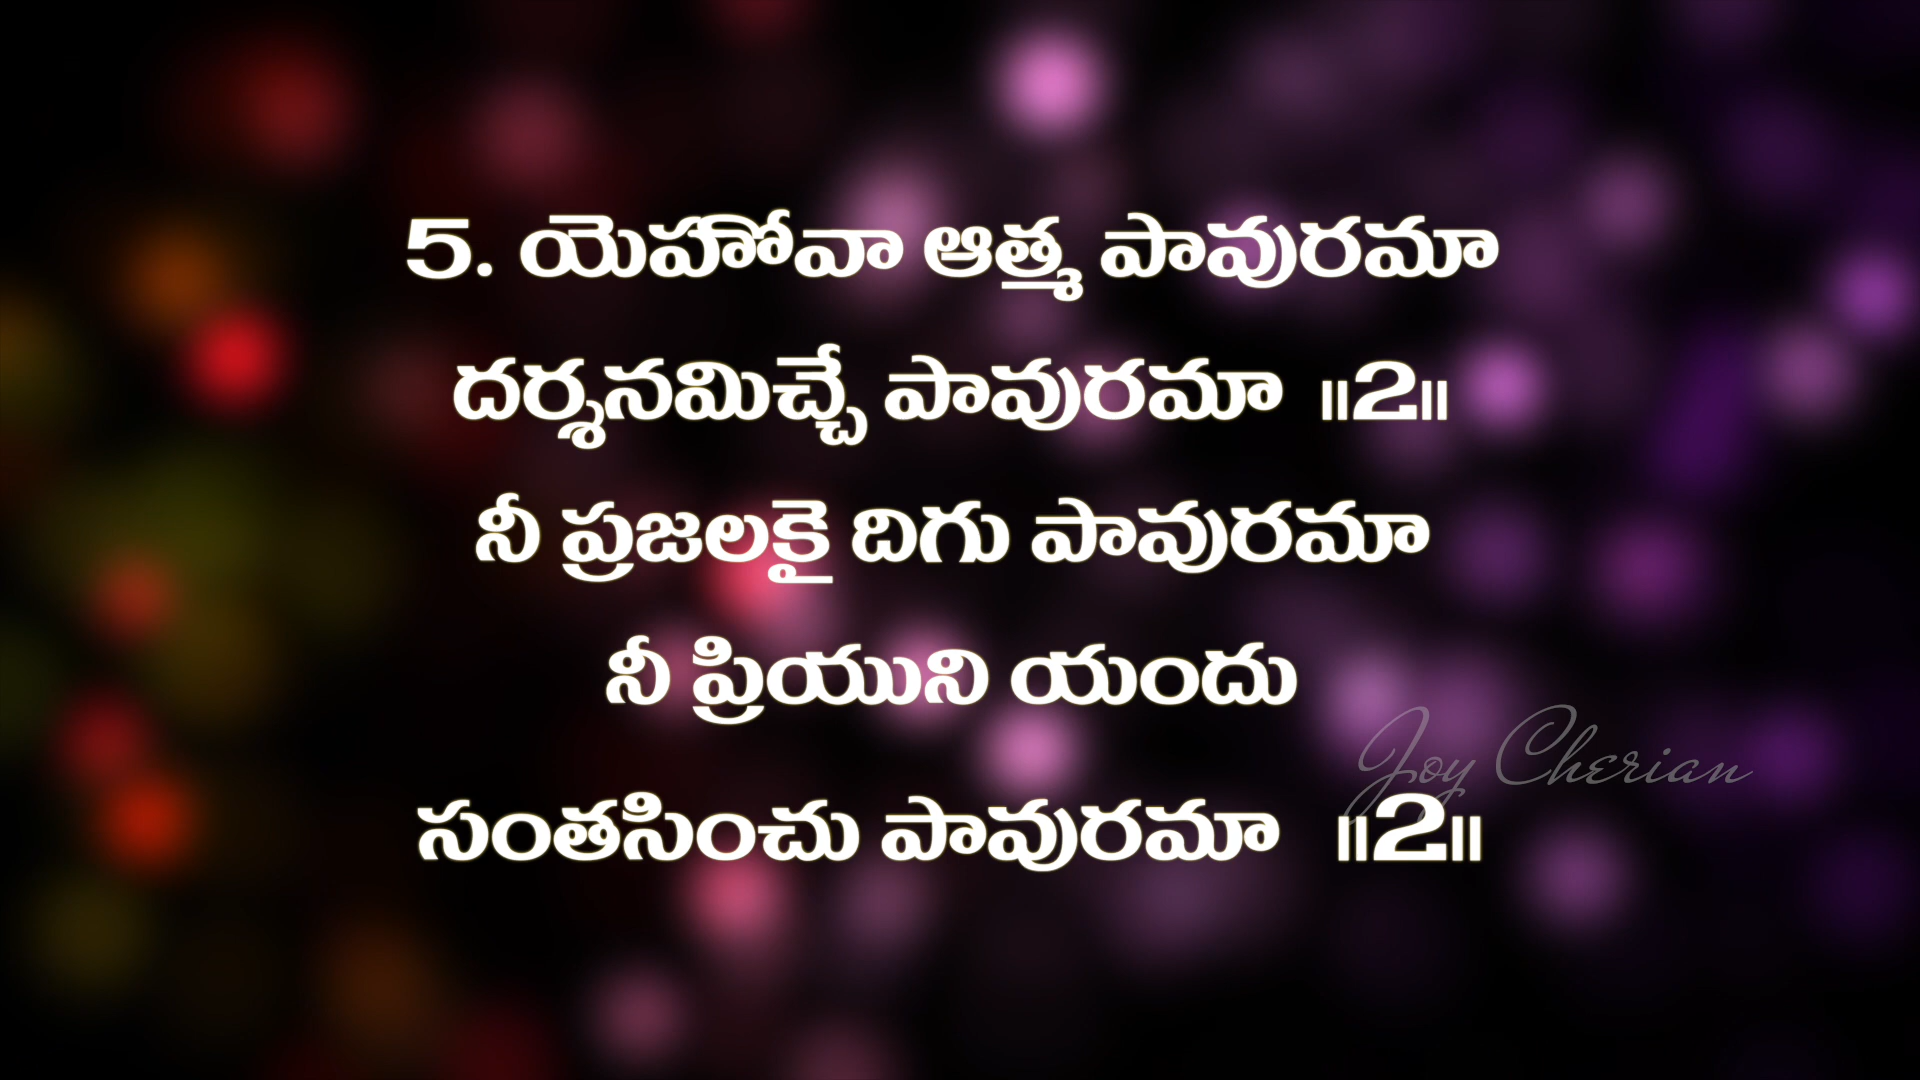 5. యెహోవా ఆత్మ పావురమా
దర్శనమిచ్చే పావురమా ॥2॥
నీ ప్రజలకై దిగు పావురమా
నీ ప్రియుని యందు
Joy Cherian
సంతసించు పావురమా ॥2॥